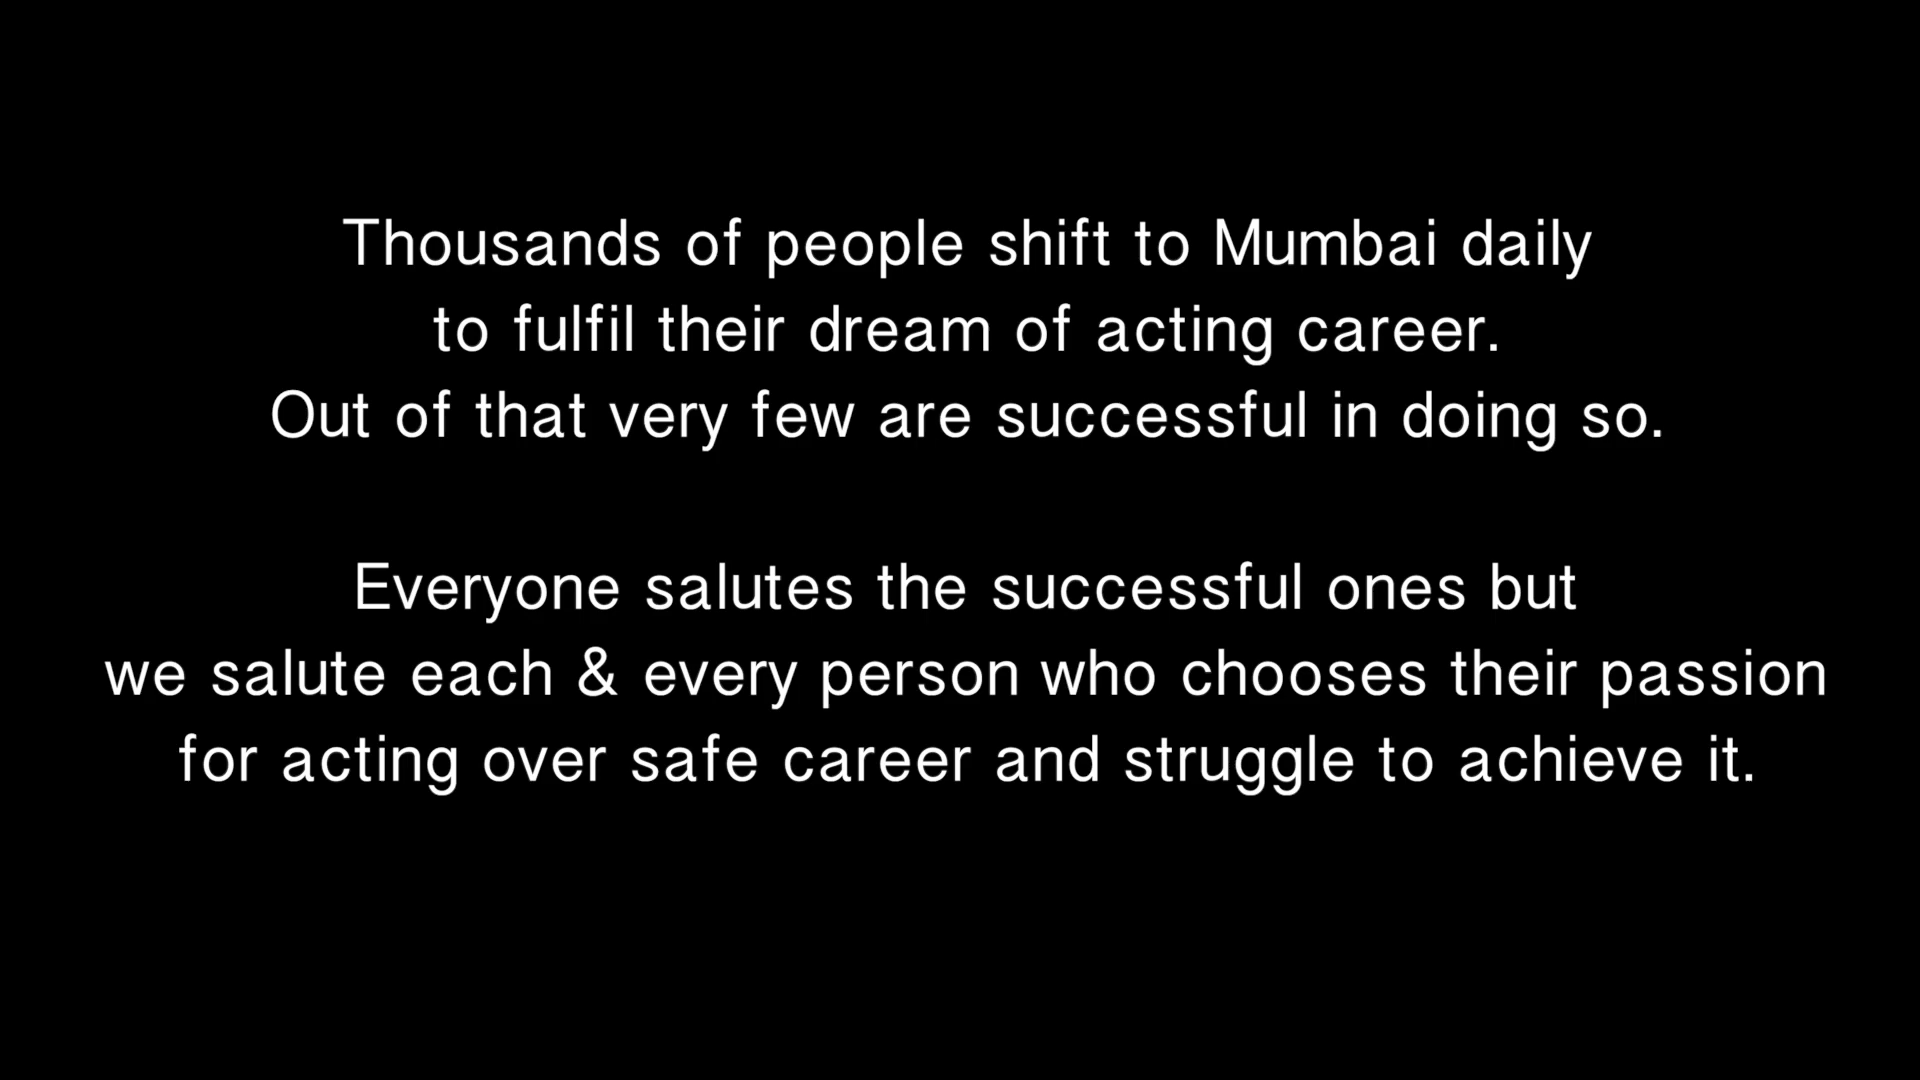 Thousands of people shift to Mumbai daily
to fulfil their dream of acting career.
Out of that very few are successful in doing so.
Everyone salutes the successful ones but
we salute each & every person who chooses their passion
for acting over safe career and struggle to achieve it.